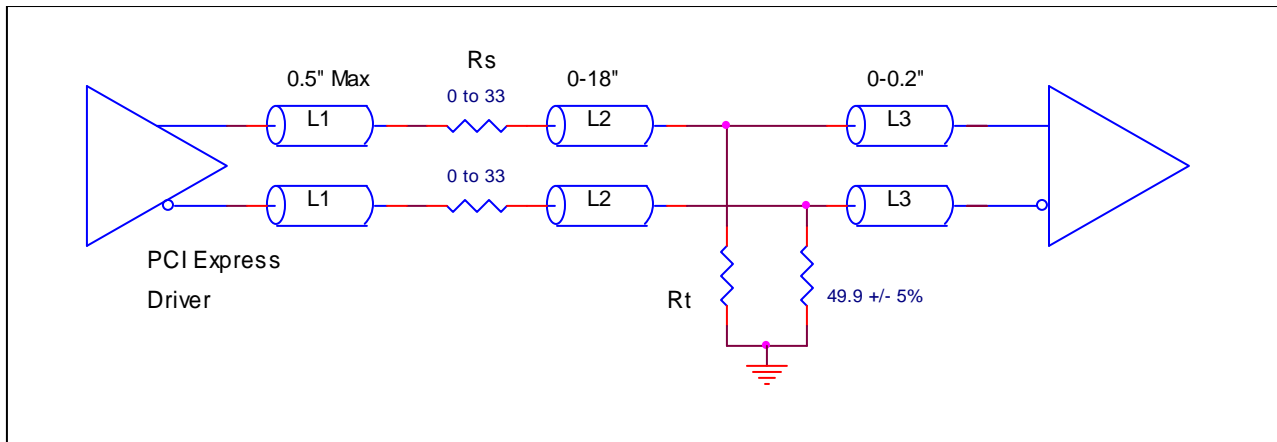 Rs
0.5" Max
0-18"
0-0.2"
0 to 33
L1
L2
L3
0 to 33
L1
L2
L3
PCI Express
Driver
Rt
49.9 +/- 5%